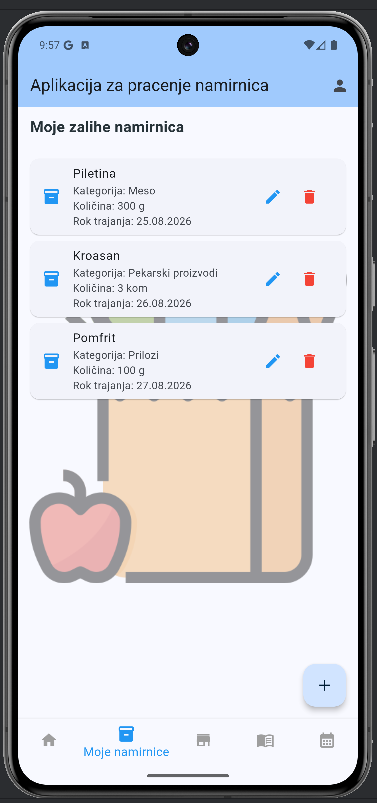 9:57 G A
Aplikacija za pracenje namirnica
Moje zalihe namirnica
Piletina
Kategorija: Meso
Količina: 300 g
Rok trajanja: 25.08.2026
Kroasan
Kategorija: Pekarski proizvodi
Količina: 3 kom
Rok trajanja: 26.08.2026
Pomfrit
Kategorija: Prilozi
Količina: 100 g
Rok trajanja: 27.08.2026
+
Moje namirnice